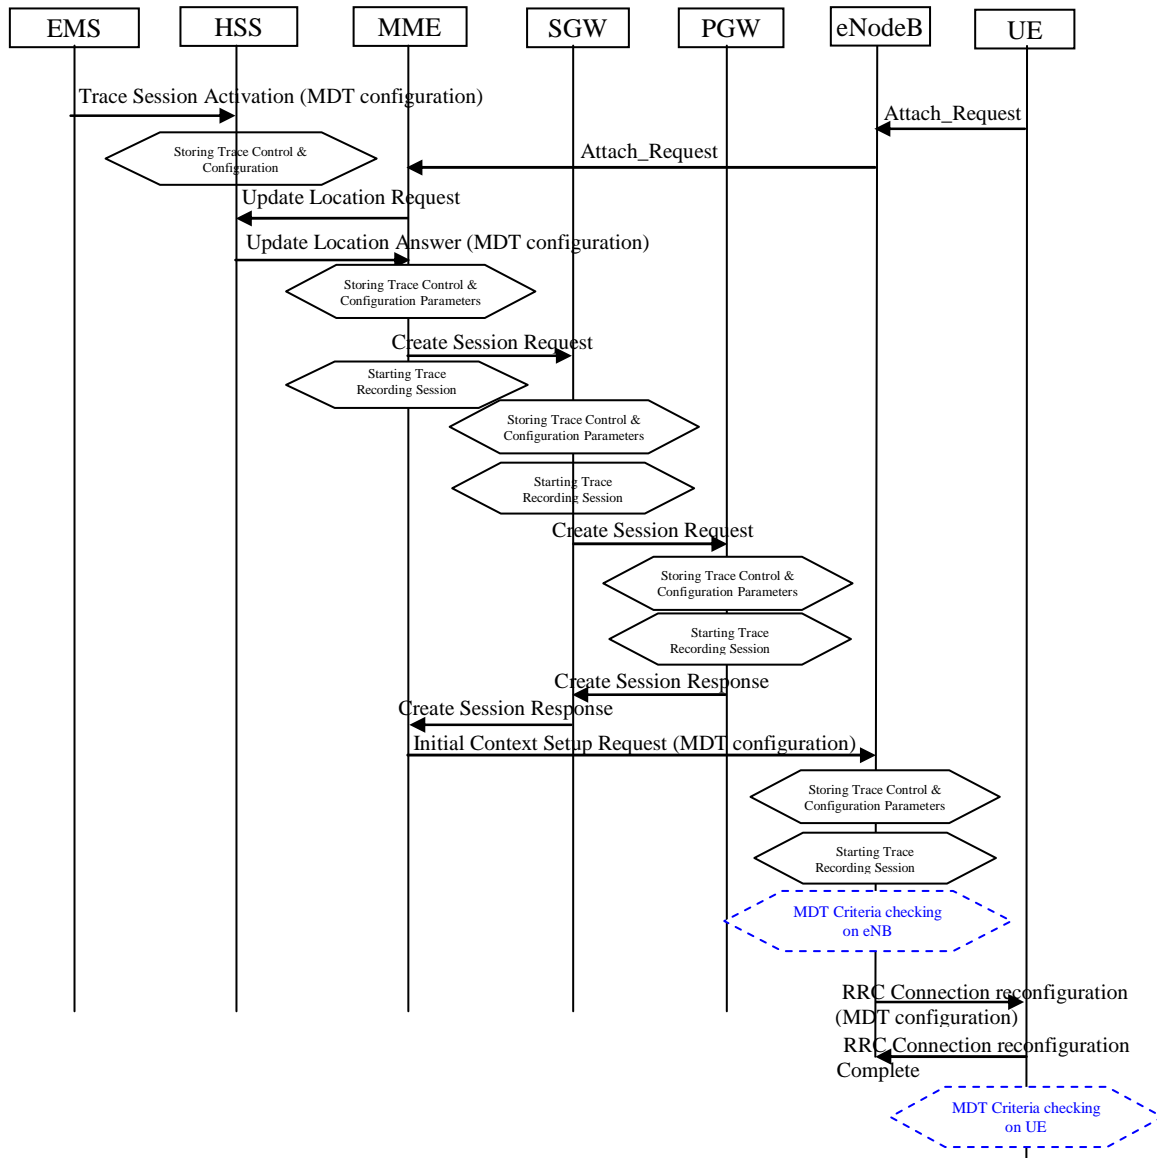 EMS
HSS
MME
SGW
PGW
eNodeB
UE
Trace Session Activation (MDT configuration)
Attach_Request
Storing Trace Control &
Configuration
Attach_Request
Update Location Request
Update Location Answer (MDT configuration)
Storing Trace Control &
Configuration Parameters
Create Session Request
Starting Trace
Recording Session
Storing Trace Control &
Configuration Parameters
Starting Trace
Recording Session
Create Session Request
Storing Trace Control &
Configuration Parameters
Starting Trace
Recording Session
Create Session Response
Create Session Response
Initial Context Setup Request (MDT configuration)
Storing Trace Control &
Configuration Parameters
Starting Trace
Recording Session
MDT Criteria checking
on eNB
RRC Connection reconfiguration
(MDT configuration)
RRC Connection reconfiguration
Complete
MDT Criteria checking
on UE